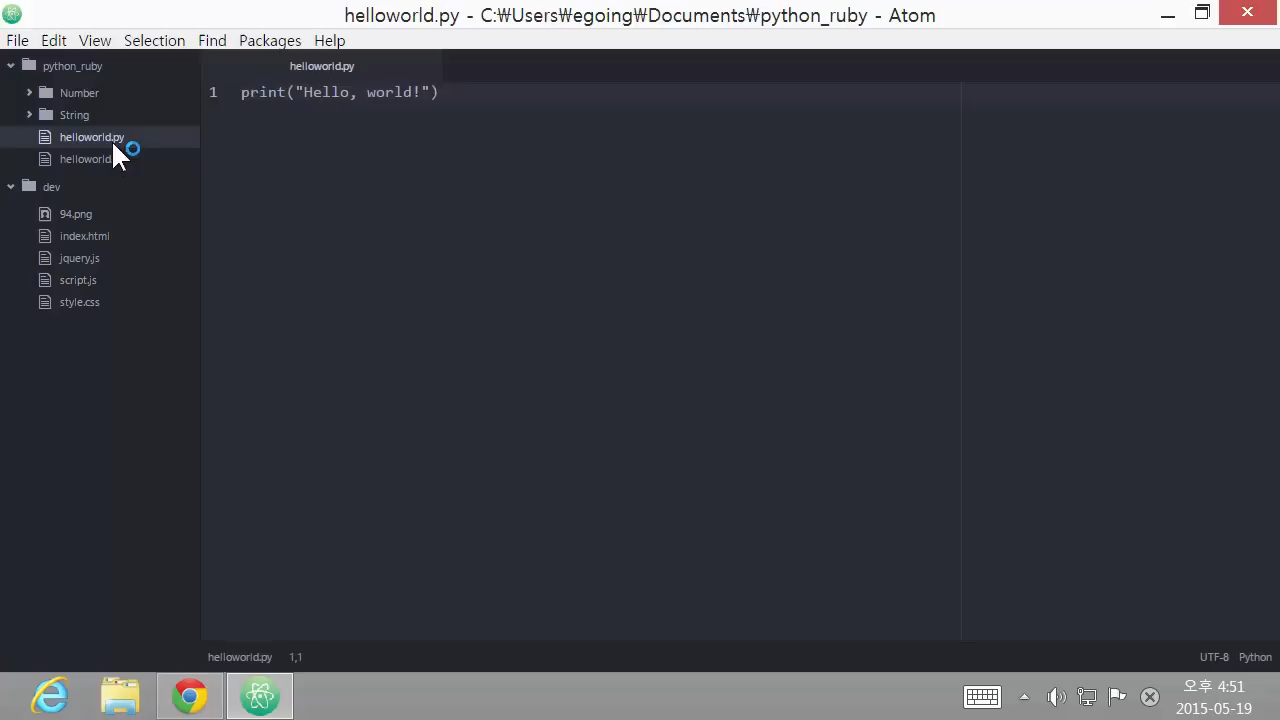 helloworld.py - C:₩Users₩egoing₩Documents₩python_ruby - Atom
File Edit View Selection Find Packages Help
python_ruby
Number
String
helloworld.py
helloworld.
dev
94.png
index.html
jquery.js
script.js
style.css
helloworld.py
1 print("Hello, world!")
helloworld.py 1,1
UTF-8 Python
오후 4:51
2015-05-19